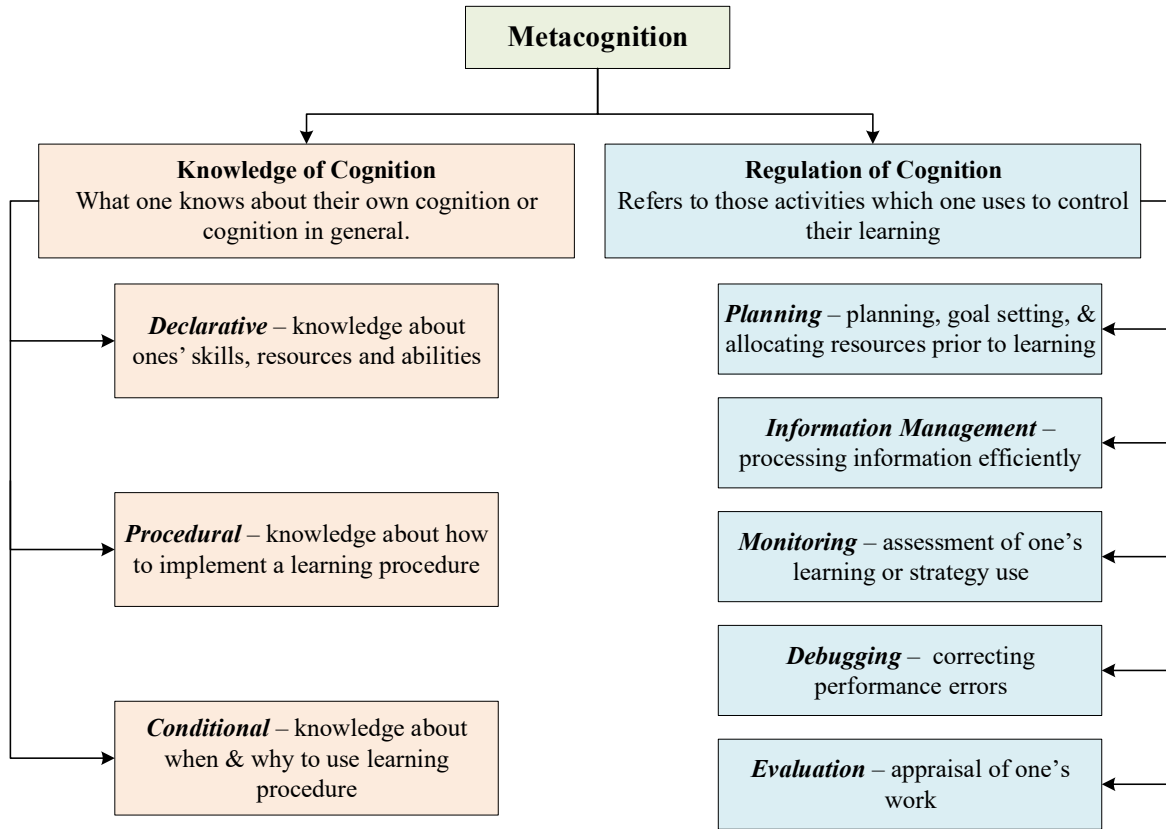 Metacognition
Knowledge of Cognition
What one knows about their own cognition or
cognition in general.
Declarative – knowledge about
ones’ skills, resources and abilities
Procedural – knowledge about how
to implement a learning procedure
Conditional – knowledge about
when & why to use learning
procedure
Regulation of Cognition
Refers to those activities which one uses to control
their learning
Planning – planning, goal setting, &
allocating resources prior to learning
Information Management –
processing information efficiently
Monitoring – assessment of one’s
learning or strategy use
Debugging –  correcting
performance errors
Evaluation – appraisal of one’s
work